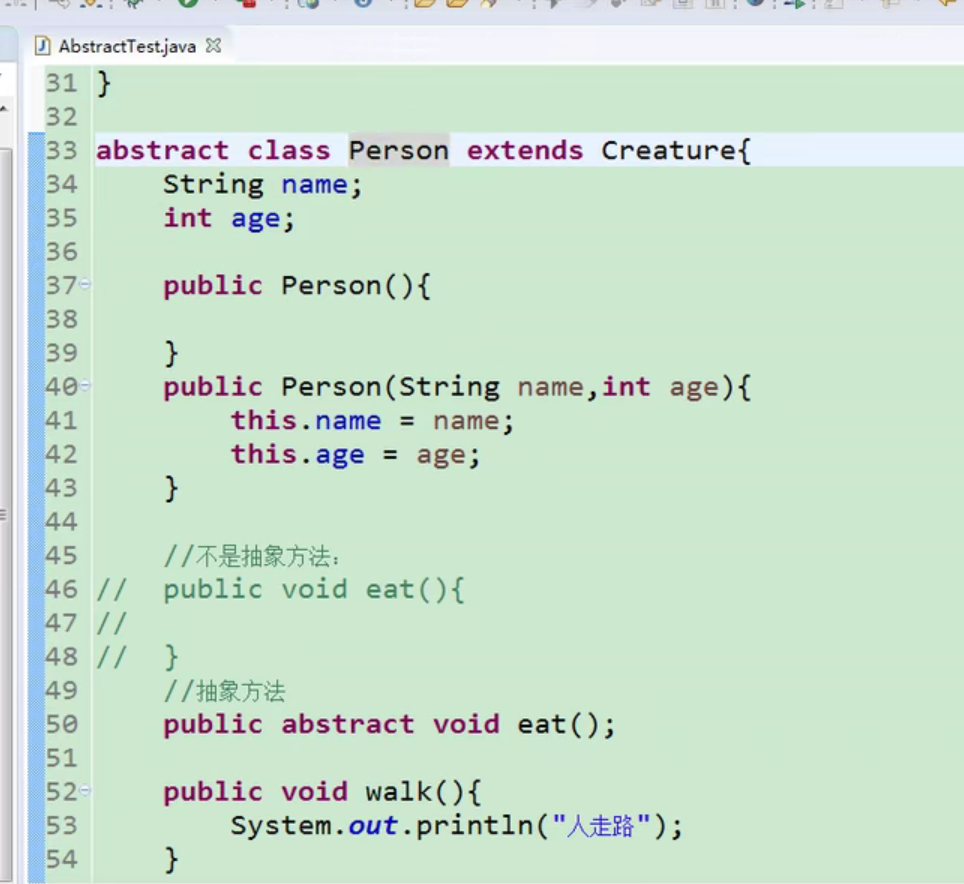 AbstractTest.java
31 }
32
33 abstract class Person extends Creature{
34     String name;
35     int age;
36
37     public Person(){
38
39     }
40     public Person(String name,int age){
41         this.name = name;
42         this.age = age;
43     }
44
45     //不是抽象方法：
46 //  public void eat(){
47 //
48 //  }
49     //抽象方法
50     public abstract void eat();
51
52     public void walk(){
53         System.out.println("人走路");
54     }